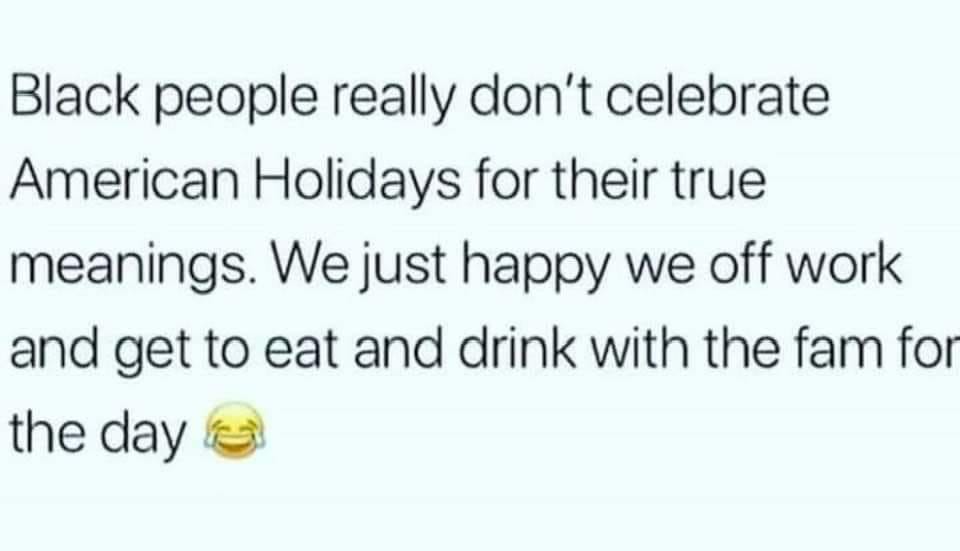 Black people really don't celebrate
American Holidays for their true
meanings. We just happy we off work
and get to eat and drink with the fam for
the day 😂